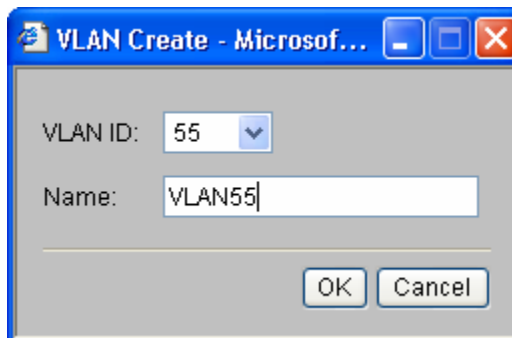 VLAN Create - Microsof...
VLAN ID: 55
Name: VLAN55
OK Cancel